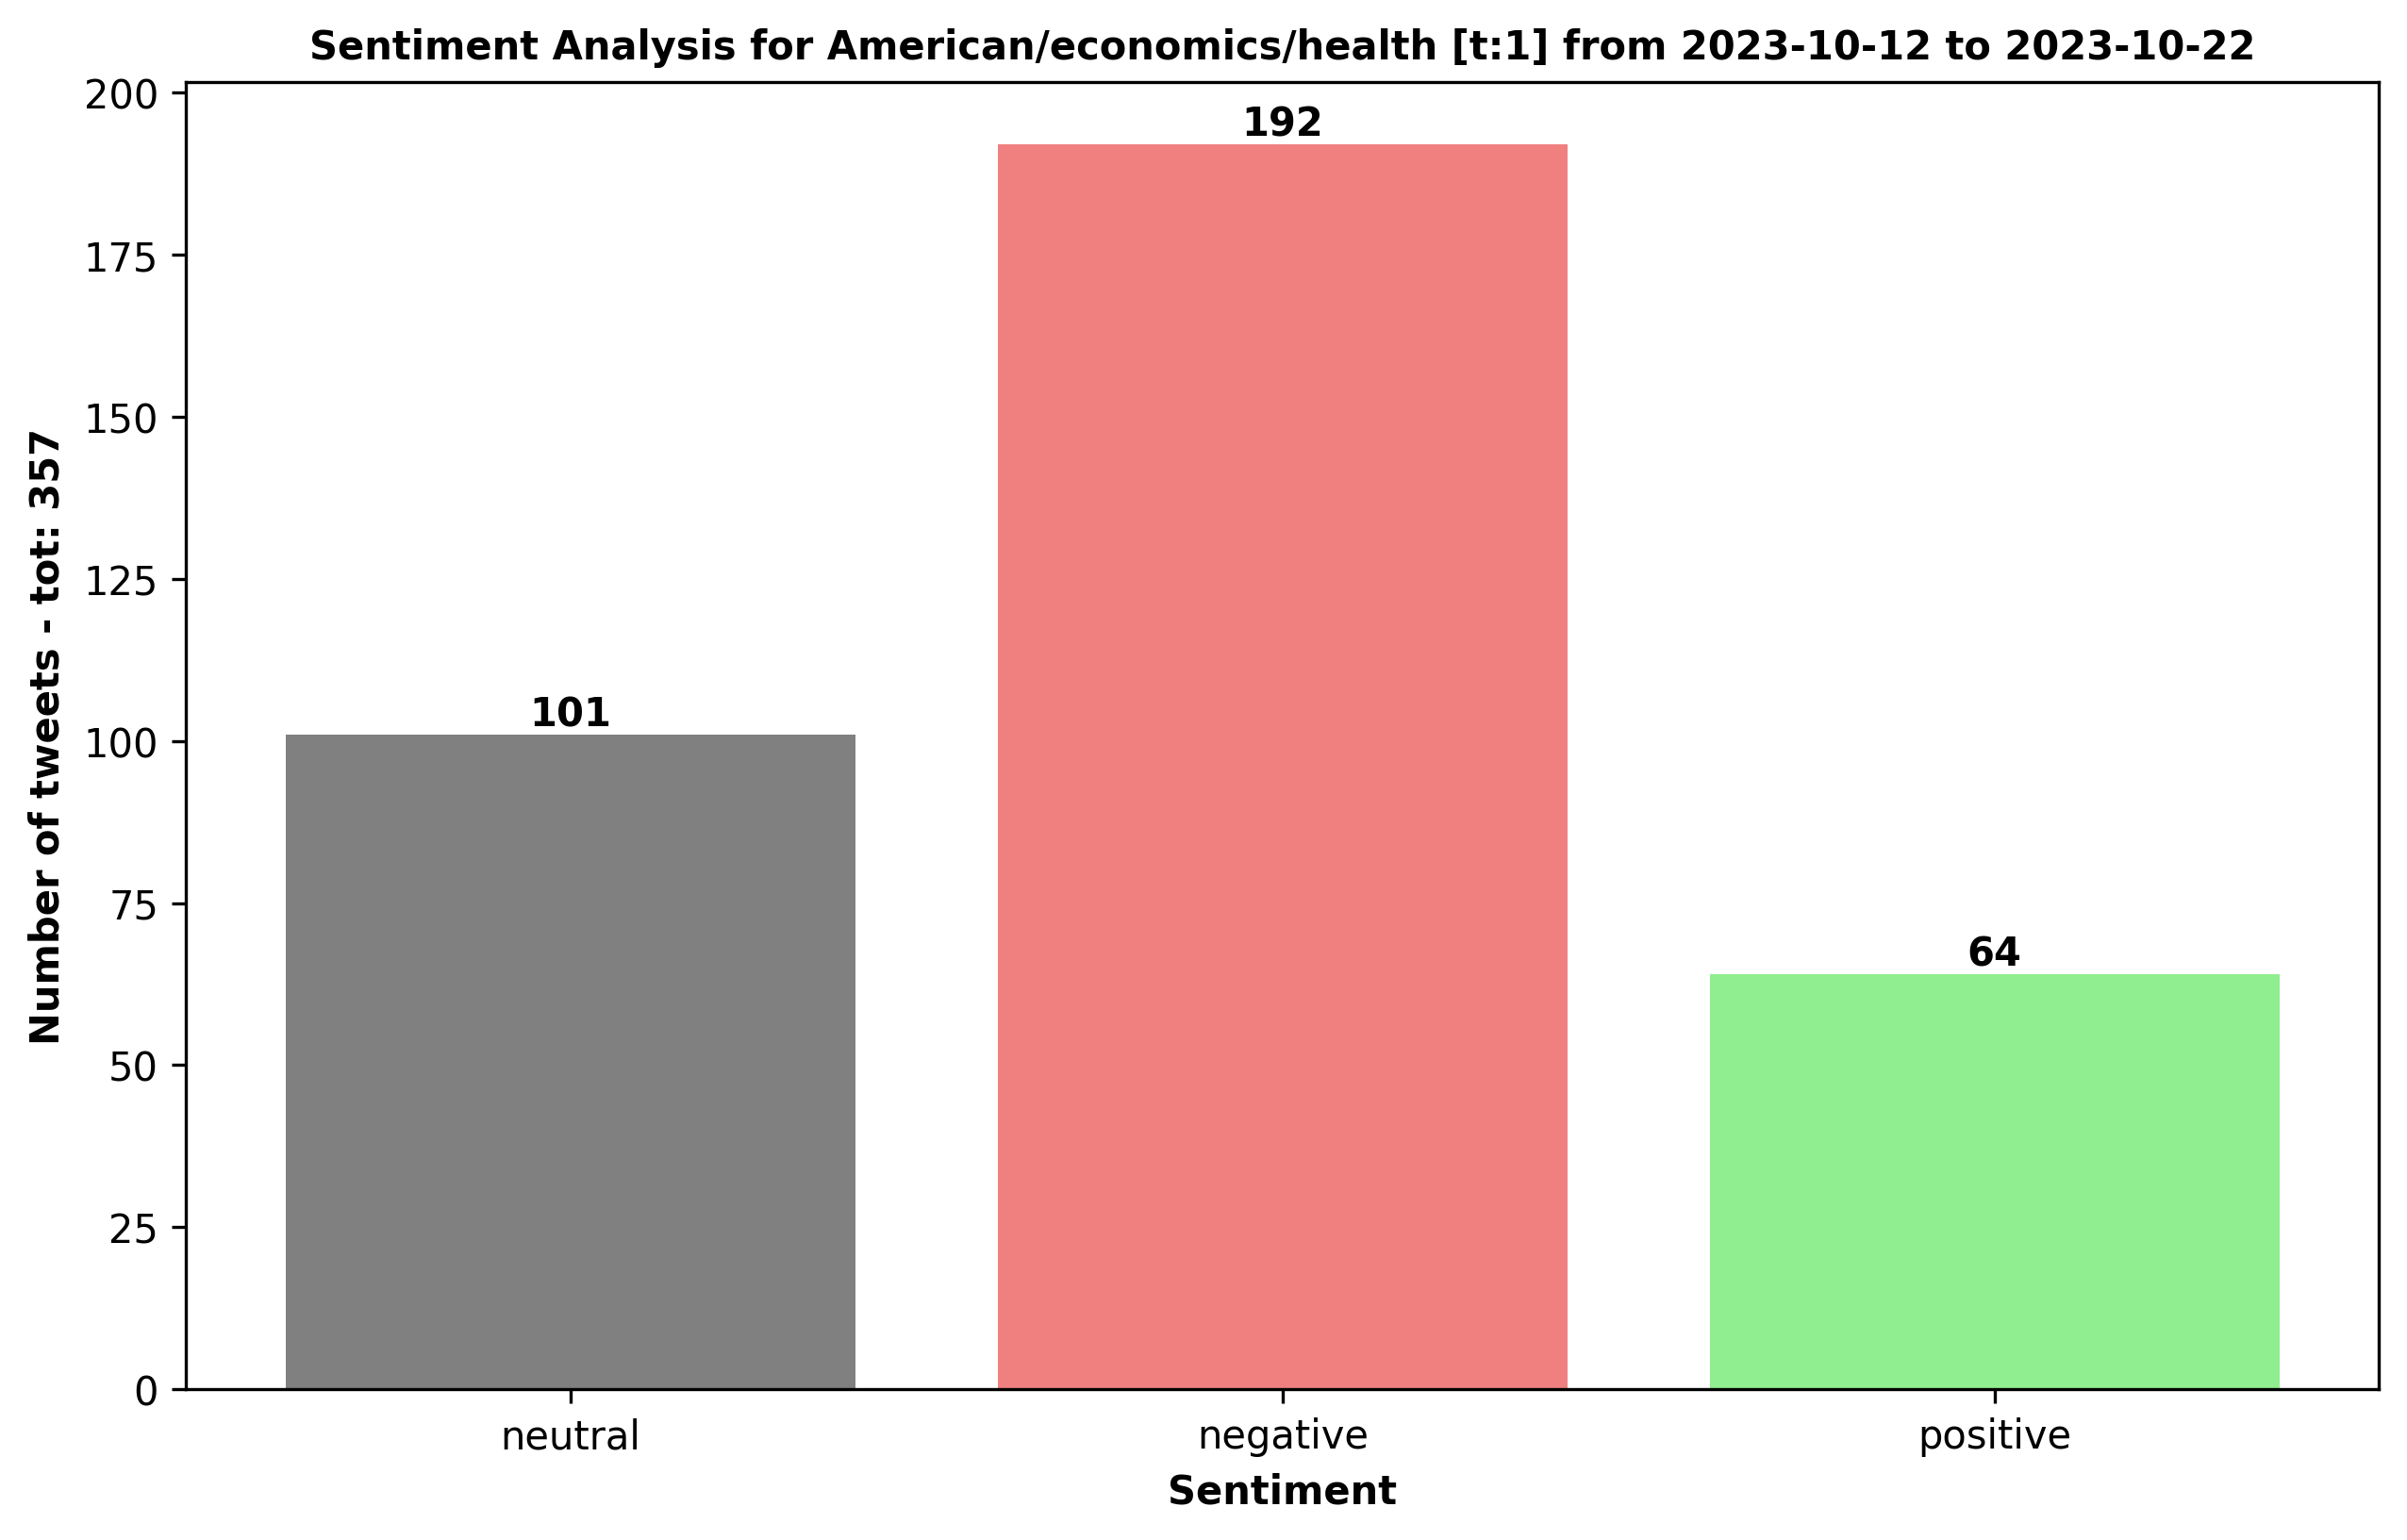 Sentiment Analysis for American/economics/health [t:1] from 2023-10-12 to 2023-10-22
Number of tweets - tot: 357
200
175
150
125
100
75
50
25
0
101
192
64
neutral
negative
positive
Sentiment